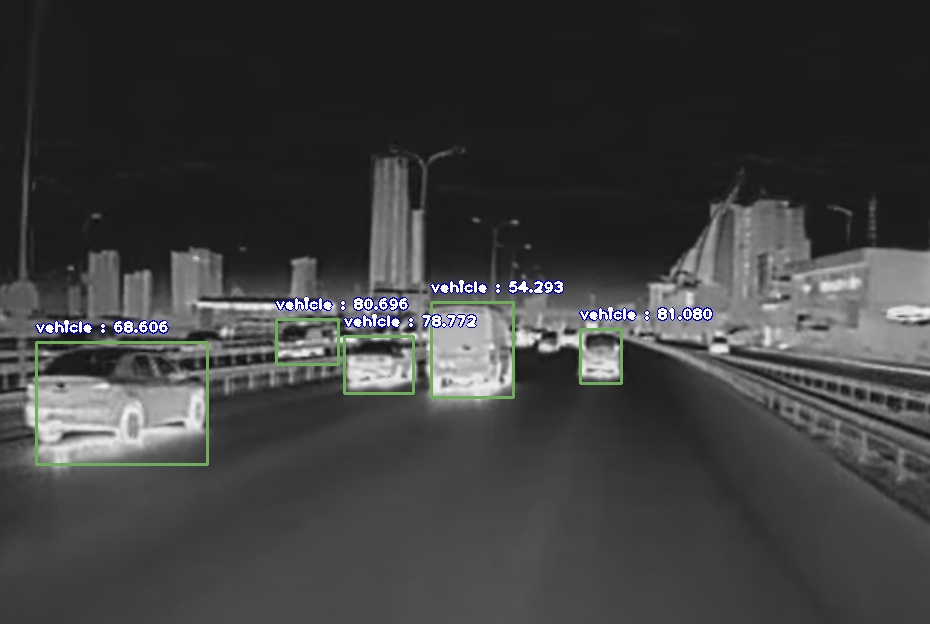 vehicle : 54.293
vehicle : 80.696
vehicle : 78.772
vehicle : 81.080
vehicle : 68.606